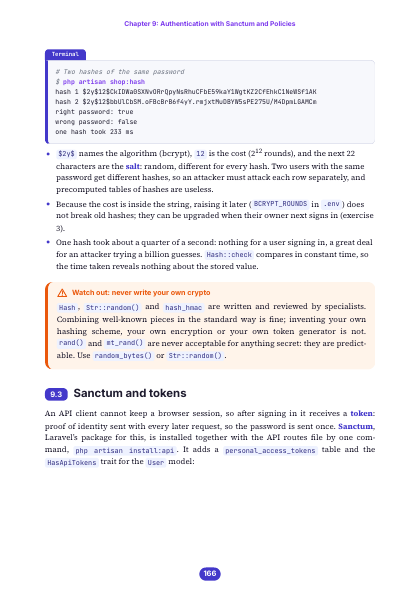 Chapter 9: Authentication with Sanctum and Policies
Terminal
# Two hashes of the same password
$ php artisan shop:hash
right password: true
wrong password: false
one hash took 233 ms
• $2y$ names the algorithm (bcrypt), 12 is the cost (2^12 rounds), and the next 22
characters are the salt: random, different for every hash. Two users with the same
password get different hashes, so an attacker must attack each row separately, and
precomputed tables of hashes are useless.
• Because the cost is inside the string, raising it later (BCRYPT_ROUNDS in .env) does
not break old hashes; they can be upgraded when their owner next signs in (exercise
3).
• One hash took about a quarter of a second: nothing for a user signing in, a great deal
for an attacker trying a billion guesses. Hash::check compares in constant time, so
the time taken reveals nothing about the stored value.
Watch out: never write your own crypto
Hash, Str::random() and hash_hmac are written and reviewed by specialists.
Combining well-known pieces in the standard way is fine; inventing your own
hashing scheme, your own encryption or your own token generator is not.
rand() and mt_rand() are never acceptable for anything secret: they are predict-
able. Use random_bytes() or Str::random().
9.3 Sanctum and tokens
An API client cannot keep a browser session, so after signing in it receives a token:
proof of identity sent with every later request, so the password is sent once. Sanctum,
Laravel's package for this, is installed together with the API routes file by one com-
mand, php artisan install:api. It adds a personal_access_tokens table and the
HasApiTokens trait for the User model:
166